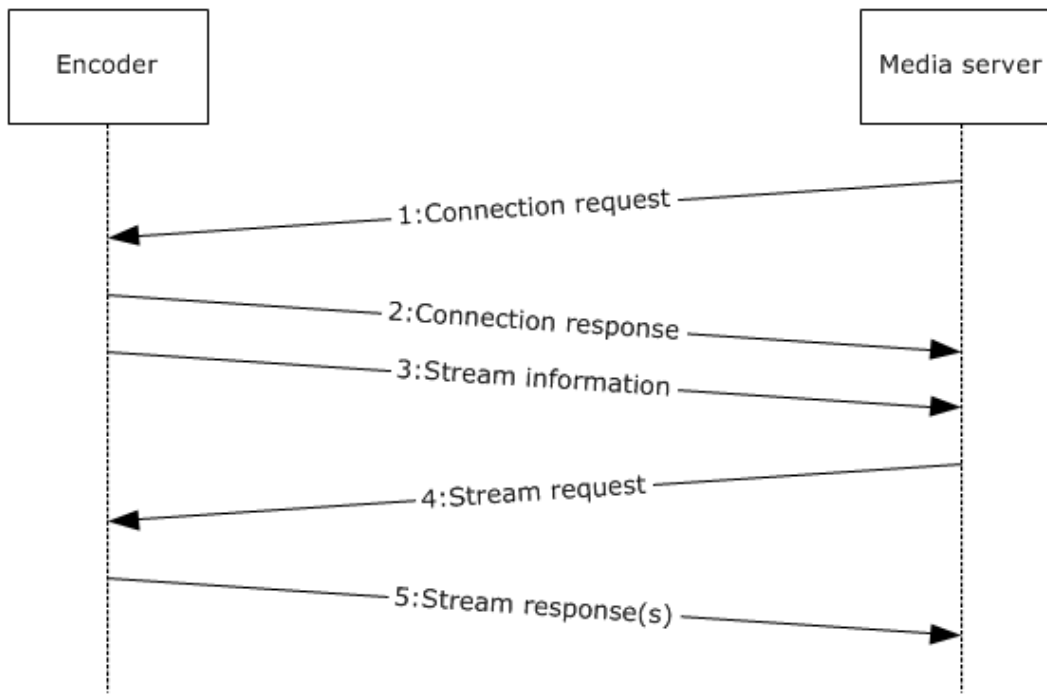 Encoder
Media server
1:Connection request
2:Connection response
3:Stream information
4:Stream request
5:Stream response(s)